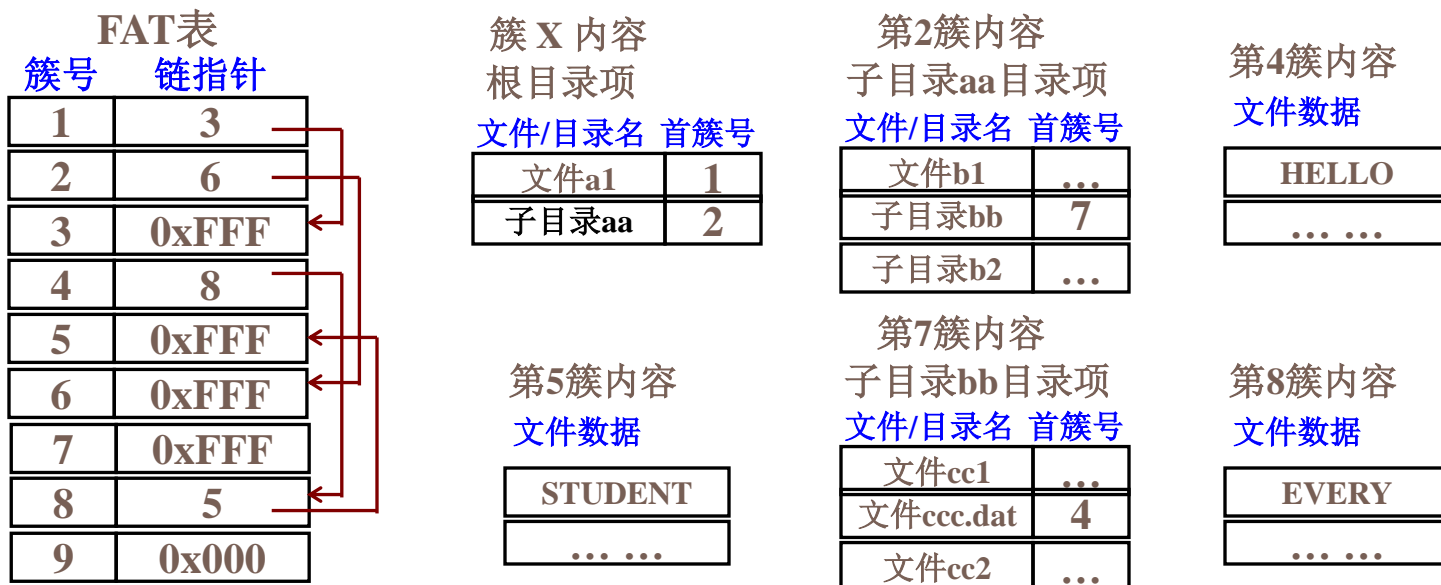 FAT表
簇号 链指针
1 3
2 6
3 0xFFF
4 8
5 0xFFF
6 0xFFF
7 0xFFF
8 5
9 0x000
簇 X 内容
根目录项
文件/目录名 首簇号
文件a1 1
子目录aa 2
第2簇内容
子目录aa目录项
文件/目录名 首簇号
文件b1 …
子目录bb 7
子目录b2 …
第4簇内容
文件数据
HELLO
… …
第5簇内容
文件数据
STUDENT
… …
第7簇内容
子目录bb目录项
文件/目录名 首簇号
文件cc1 …
文件ccc.dat 4
文件cc2 …
第8簇内容
文件数据
EVERY
… …